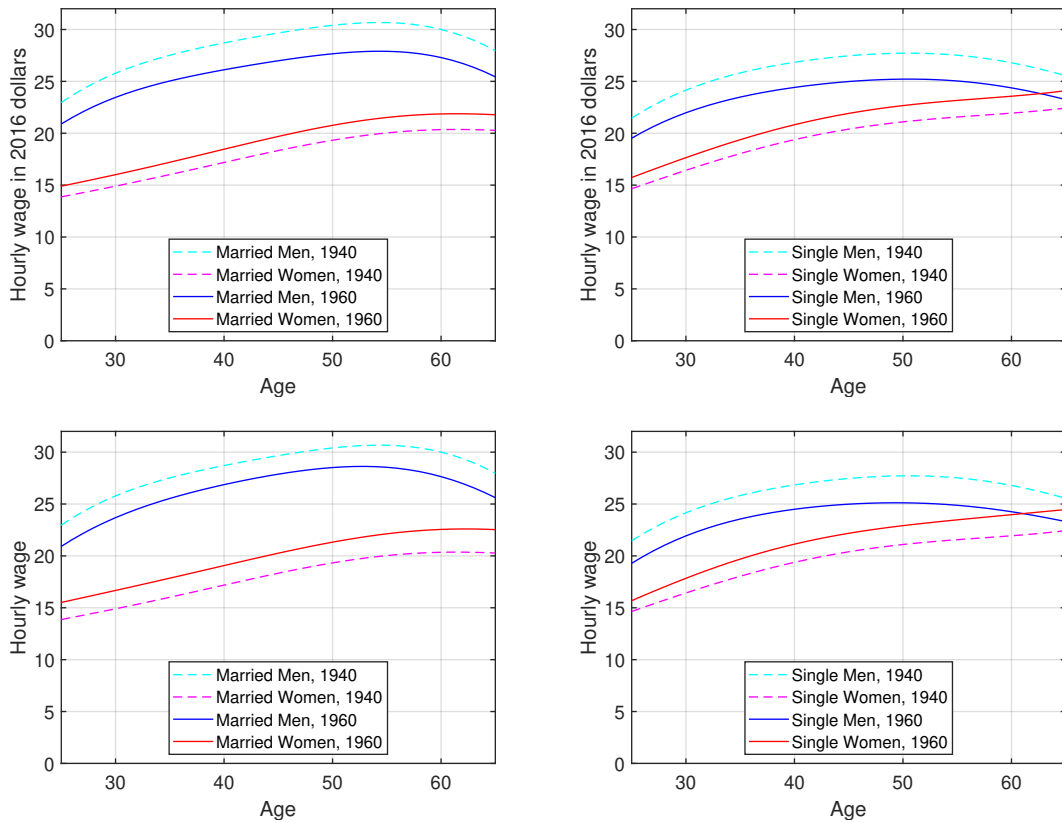 30
25
20
15
10
5
0
Hourly wage in 2016 dollars
Married Men, 1940
Married Women, 1940
Married Men, 1960
Married Women, 1960
30
40
50
60
Age
30
25
20
15
10
5
0
Hourly wage in 2016 dollars
Single Men, 1940
Single Women, 1940
Single Men, 1960
Single Women, 1960
30
40
50
60
Age
30
25
20
15
10
5
0
Hourly wage
Married Men, 1940
Married Women, 1940
Married Men, 1960
Married Women, 1960
30
40
50
60
Age
30
25
20
15
10
5
0
Hourly wage
Single Men, 1940
Single Women, 1940
Single Men, 1960
Single Women, 1960
30
40
50
60
Age